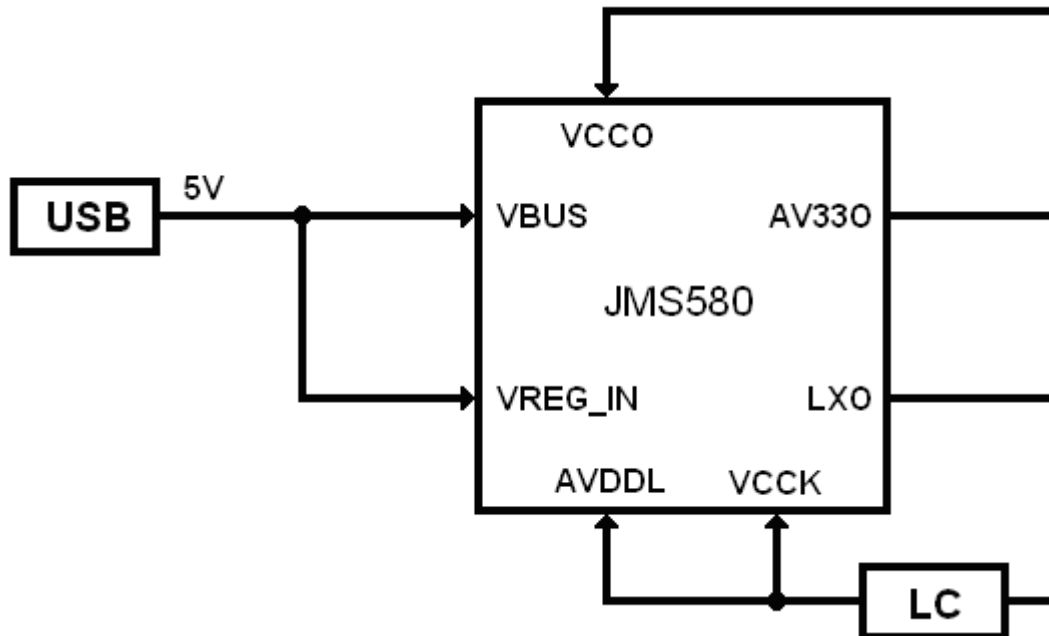 VCCO
5V
USB
VBUS
AV33O
JMS580
VREG_IN
LXO
AVDDL
VCCK
LC